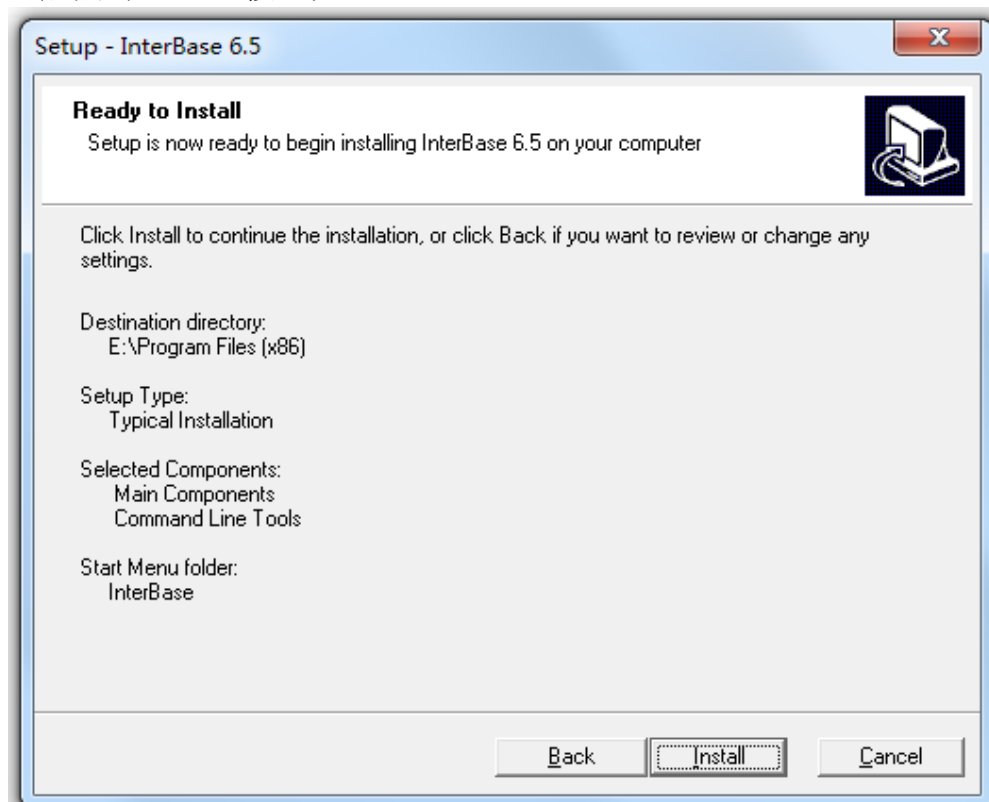 Setup - InterBase 6.5
Ready to Install
Setup is now ready to begin installing InterBase 6.5 on your computer
Click Install to continue the installation, or click Back if you want to review or change any
settings.
Destination directory:
E:\Program Files (x86)
Setup Type:
Typical Installation
Selected Components:
Main Components
Command Line Tools
Start Menu folder:
InterBase
Back Install Cancel